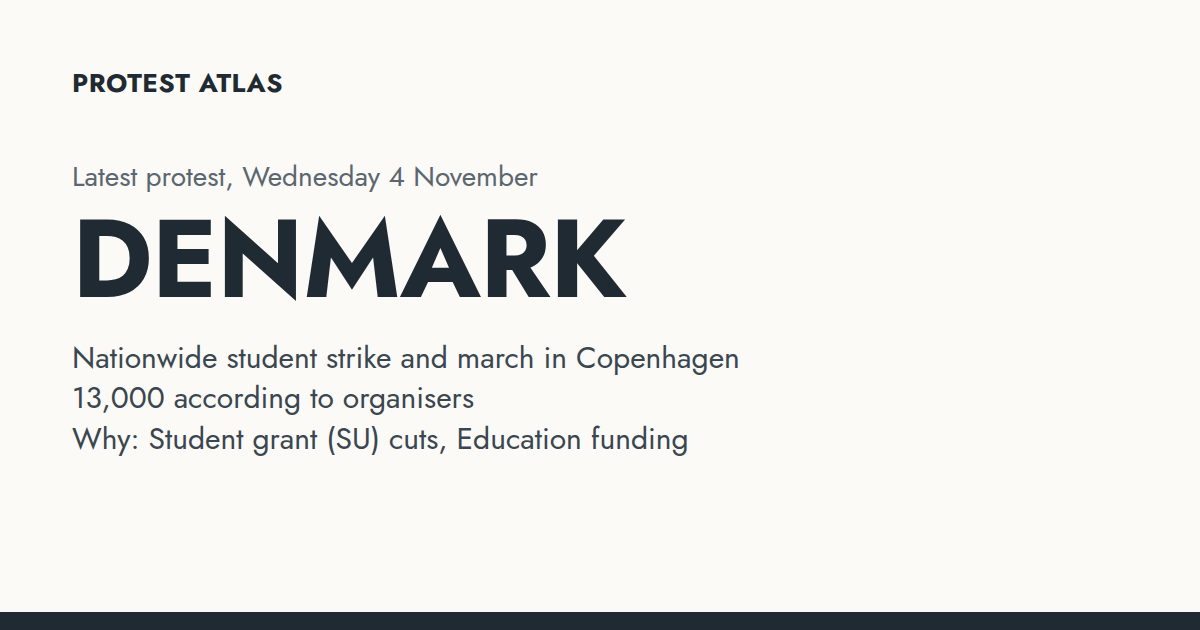 PROTEST ATLAS
Latest protest, Wednesday 4 November
DENMARK
Nationwide student strike and march in Copenhagen
13,000 according to organisers
Why: Student grant (SU) cuts, Education funding